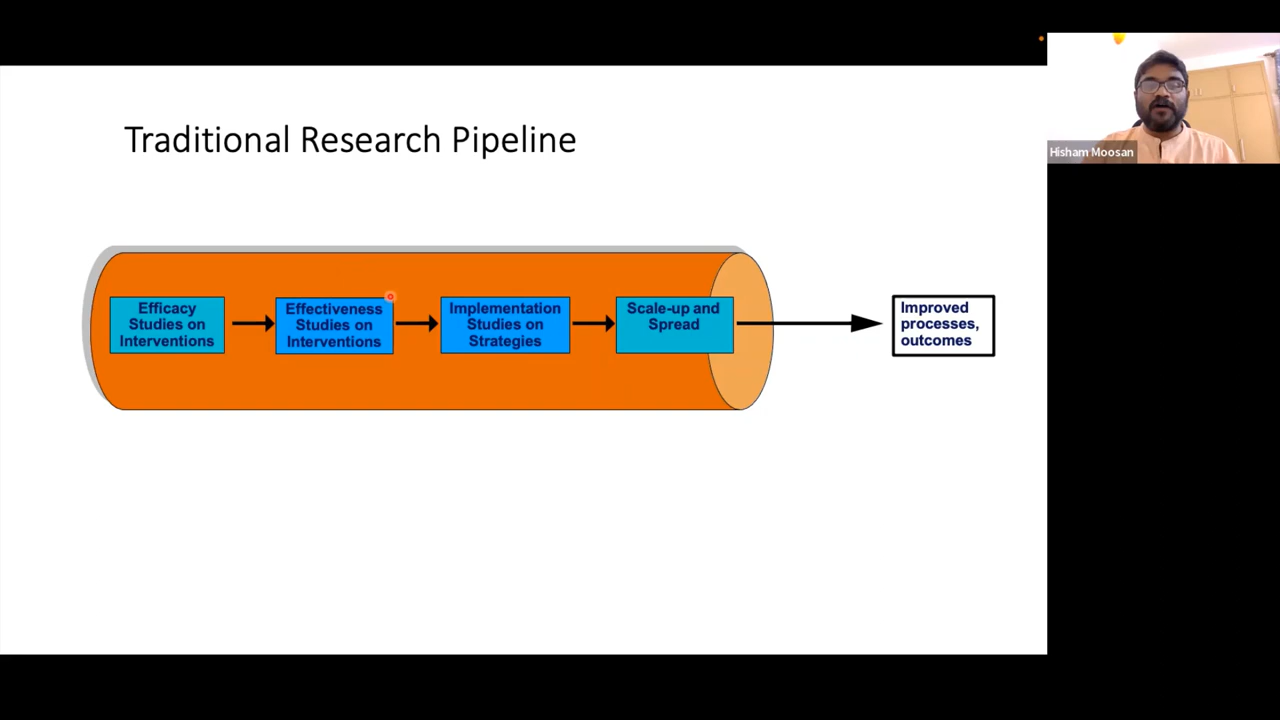 Traditional Research Pipeline
Hisham Moosan
Efficacy
Studies on
Interventions
Effectiveness
Studies on
Interventions
Implementation
Studies on
Strategies
Scale-up and
Spread
Improved
processes,
outcomes